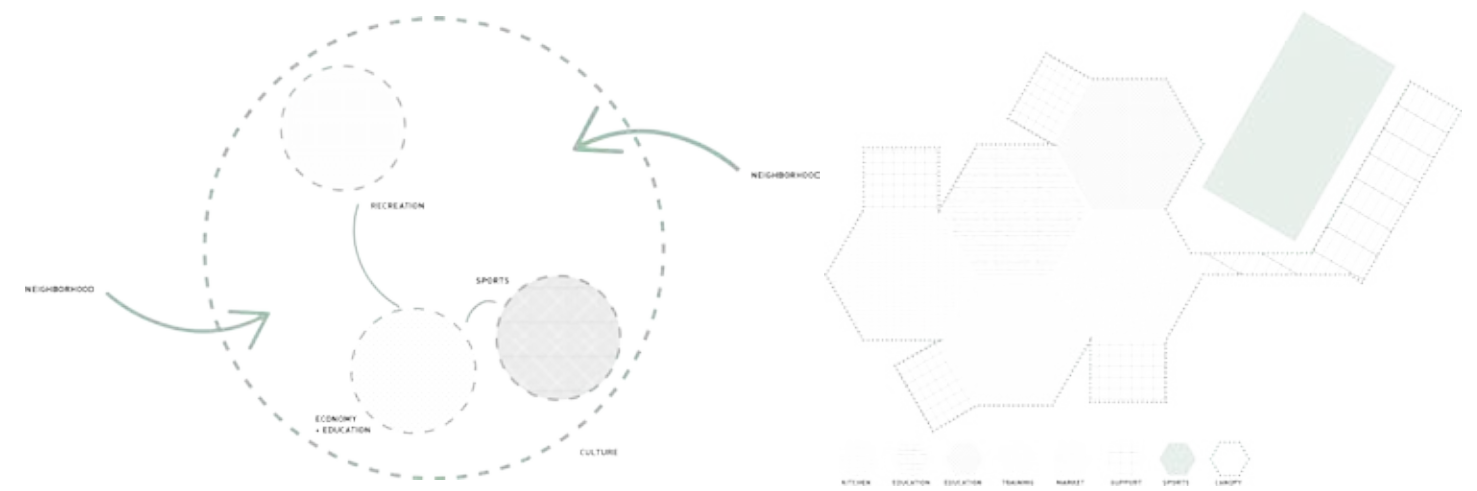 NEIGHBORHOOD
RECREATION
SPORTS
NEIGHBORHOOD
ECONOMY
+ EDUCATION
CULTURE
KITCHEN EDUCATION EDUCATION TRAINING MARKET SUPPORT SPORTS CANOPY